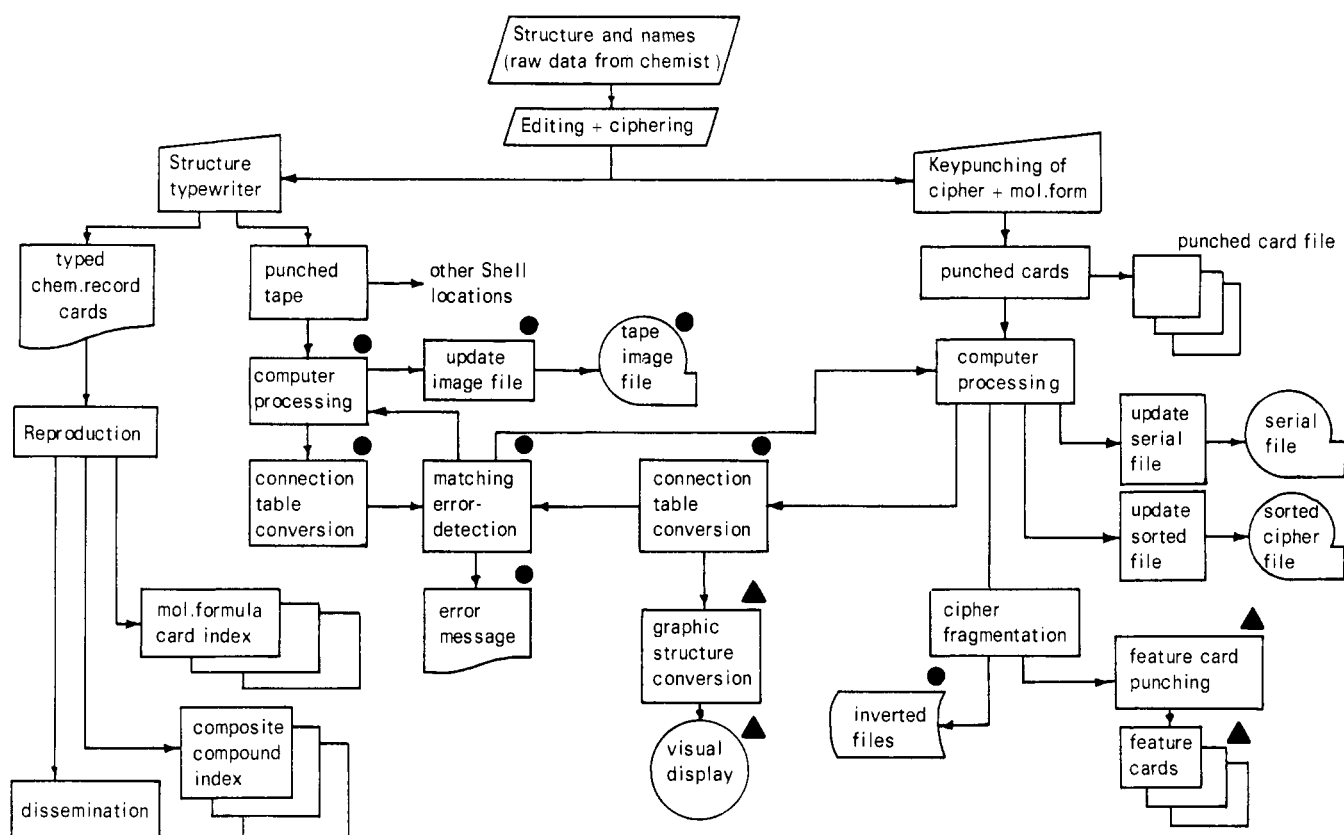 Structure and names
(raw data from chemist)
Editing + ciphering
Structure
typewriter
Keypunching of
cipher + mol.form
typed
chem.record
cards
punched
tape
other Shell
locations
punched cards
punched card file
computer
processing
update
image file
tape
image
file
computer
processing
Reproduction
update
serial
file
serial
file
connection
table
conversion
matching
error-
detection
connection
table
conversion
update
sorted
file
sorted
cipher
file
mol.formula
card index
error
message
graphic
structure
conversion
cipher
fragmentation
feature card
punching
inverted
files
composite
compound
index
visual
display
feature
cards
dissemination